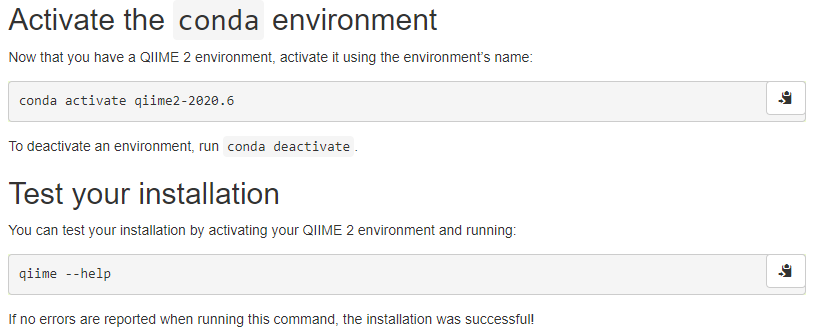 Activate the conda environment
Now that you have a QIIME 2 environment, activate it using the environment's name:
conda activate qiime2-2020.6
To deactivate an environment, run conda deactivate.
Test your installation
You can test your installation by activating your QIIME 2 environment and running:
qiime --help
If no errors are reported when running this command, the installation was successful!